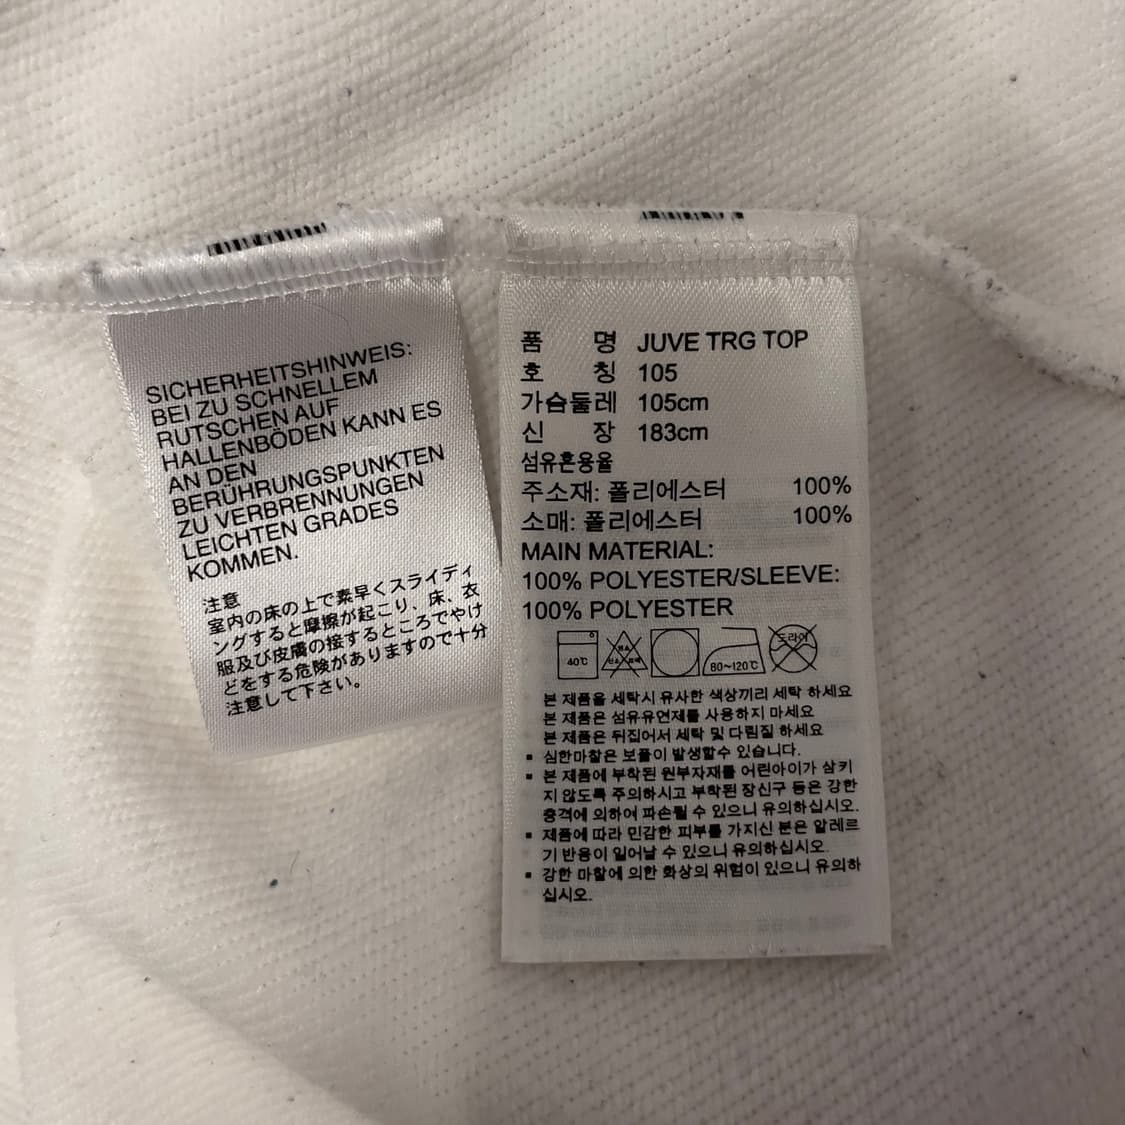 SICHERHEITSHINWEIS:
BEI ZU SCHNELLEM
RUTSCHEN AUF
HALLENBÖDEN KANN ES
AN DEN
BERÜHRUNGSPUNKTEN
ZU VERBRENNUNGEN
LEICHTEN GRADES
KOMMEN.
注意
室内の床の上で素早くスライディ
ングすると摩擦が起こり、床、衣
服及び皮膚の接するところでやけ
どをする危険がありますので十分
注意して下さい。
품 명 JUVE TRG TOP
호 칭 105
가슴둘레 105cm
신 장 183cm
섬유혼용율
주소재: 폴리에스터 100%
소매: 폴리에스터 100%
MAIN MATERIAL:
100% POLYESTER/SLEEVE:
100% POLYESTER
40℃ 80~120℃ 드라이
본 제품을 세탁시 유사한 색상끼리 세탁 하세요
본 제품은 섬유유연제를 사용하지 마세요
본 제품은 뒤집어서 세탁 및 다림질 하세요
▪ 심한마찰은 보풀이 발생할수 있습니다.
▪ 본 제품에 부착된 원부자재를 어린아이가 삼키
지 않도록 주의하시고 부착된 장신구 등은 강한
충격에 의하여 파손될 수 있으니 유의하십시오.
▪ 제품에 따라 민감한 피부를 가지신 분은 알레르
기 반응이 일어날 수 있으니 유의하십시오.
▪ 강한 마찰에 의한 화상의 위험이 있으니 유의하
십시오.